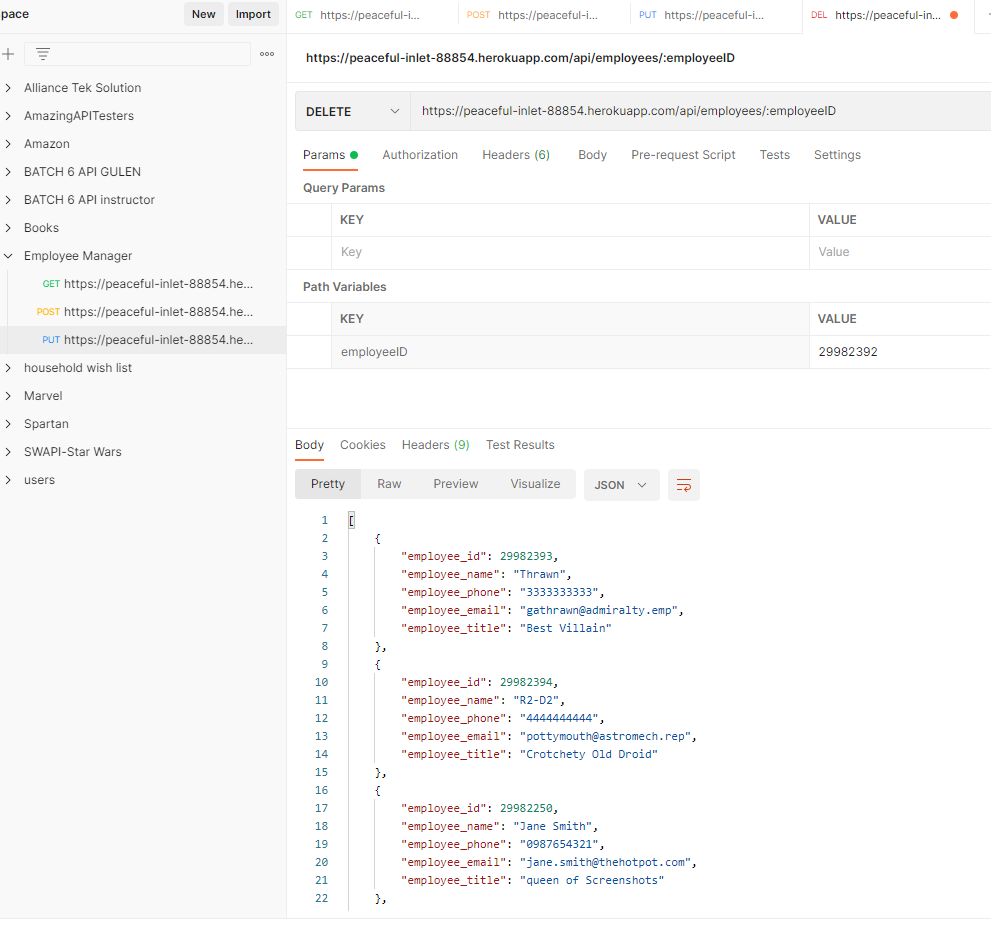 pace
New
Import
GET https://peaceful-i...
POST https://peaceful-i...
PUT https://peaceful-i...
DEL https://peaceful-in...
Alliance Tek Solution
AmazingAPITesters
Amazon
BATCH 6 API GULEN
BATCH 6 API instructor
Books
Employee Manager
GET https://peaceful-inlet-88854.he...
POST https://peaceful-inlet-88854.he...
PUT https://peaceful-inlet-88854.he...
household wish list
Marvel
Spartan
SWAPI-Star Wars
users
https://peaceful-inlet-88854.herokuapp.com/api/employees/:employeeID
DELETE https://peaceful-inlet-88854.herokuapp.com/api/employees/:employeeID
Params Authorization Headers (6) Body Pre-request Script Tests Settings
Query Params
KEY VALUE
Key Value
Path Variables
KEY VALUE
employeeID 29982392
Body Cookies Headers (9) Test Results
Pretty Raw Preview Visualize JSON
1 [
2 {
3 "employee_id": 29982393,
4 "employee_name": "Thrawn",
5 "employee_phone": "3333333333",
6 "employee_email": "gathrawn@admiralty.emp",
7 "employee_title": "Best Villain"
8 },
9 {
10 "employee_id": 29982394,
11 "employee_name": "R2-D2",
12 "employee_phone": "4444444444",
13 "employee_email": "pottymouth@astromech.rep",
14 "employee_title": "Crotchety Old Droid"
15 },
16 {
17 "employee_id": 29982250,
18 "employee_name": "Jane Smith",
19 "employee_phone": "0987654321",
20 "employee_email": "jane.smith@thehotpot.com",
21 "employee_title": "queen of Screenshots"
22 },